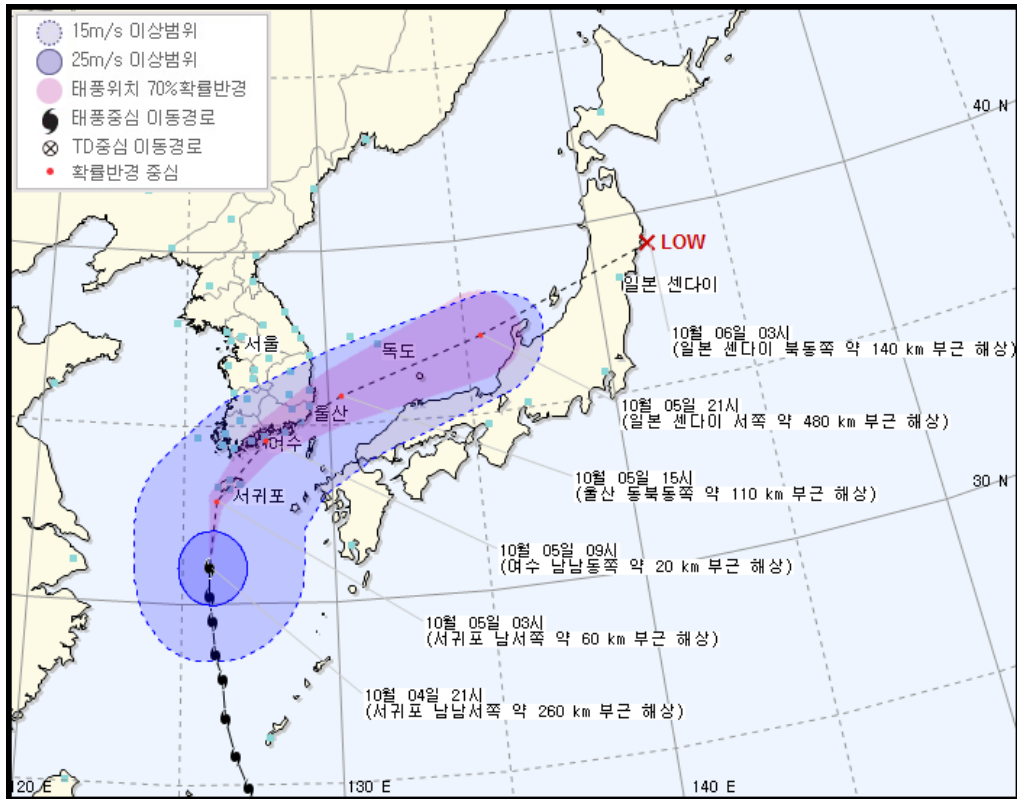 15m/s 이상범위
25m/s 이상범위
태풍위치 70%확률반경
태풍중심 이동경로
TD중심 이동경로
확률반경 중심
40 N
LOW
일본 센다이
10월 06일 03시
(일본 센다이 북동쪽 약 140 km 부근 해상)
서울
독도
울산
여수
서귀포
10월 05일 21시
(일본 센다이 서쪽 약 480 km 부근 해상)
10월 05일 15시
(울산 동북동쪽 약 110 km 부근 해상)
30 N
10월 05일 09시
(여수 남남동쪽 약 20 km 부근 해상)
10월 05일 03시
(서귀포 남서쪽 약 60 km 부근 해상)
10월 04일 21시
(서귀포 남남서쪽 약 260 km 부근 해상)
120 E
130 E
140 E